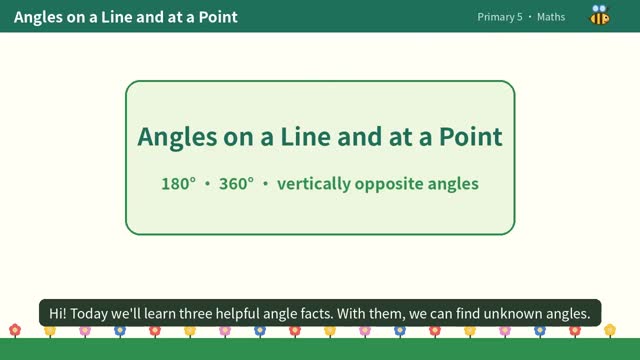 Angles on a Line and at a Point
Primary 5 · Maths
Angles on a Line and at a Point
180° · 360° · vertically opposite angles
Hi! Today we'll learn three helpful angle facts. With them, we can find unknown angles.